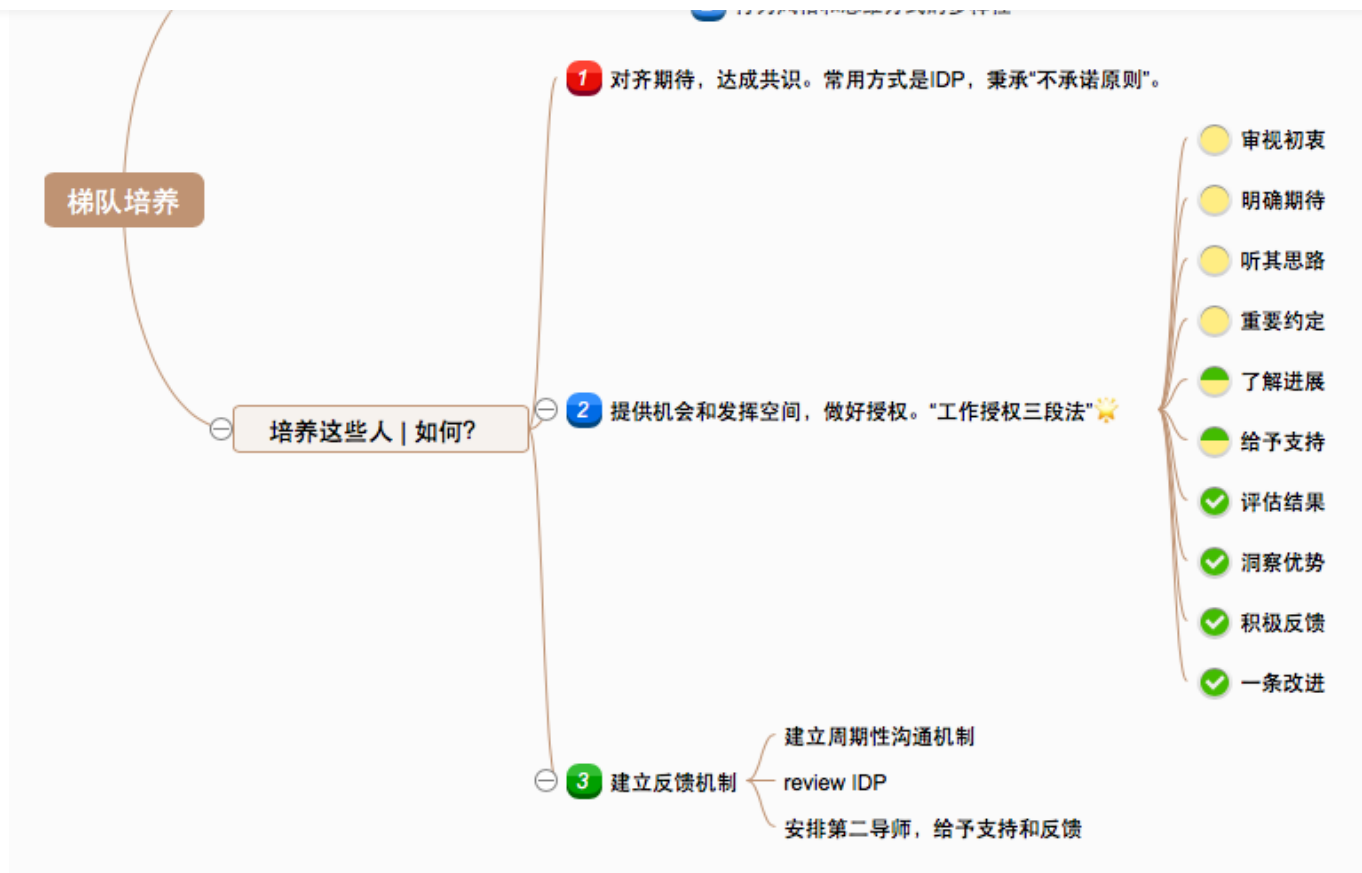 梯队培养
培养这些人 | 如何?
1 对齐期待，达成共识。常用方式是IDP，秉承“不承诺原则”。
2 提供机会和发挥空间，做好授权。“工作授权三段法”
审视初衷
明确期待
听其思路
重要约定
了解进展
给予支持
评估结果
洞察优势
积极反馈
一条改进
3 建立反馈机制
建立周期性沟通机制
review IDP
安排第二导师，给予支持和反馈